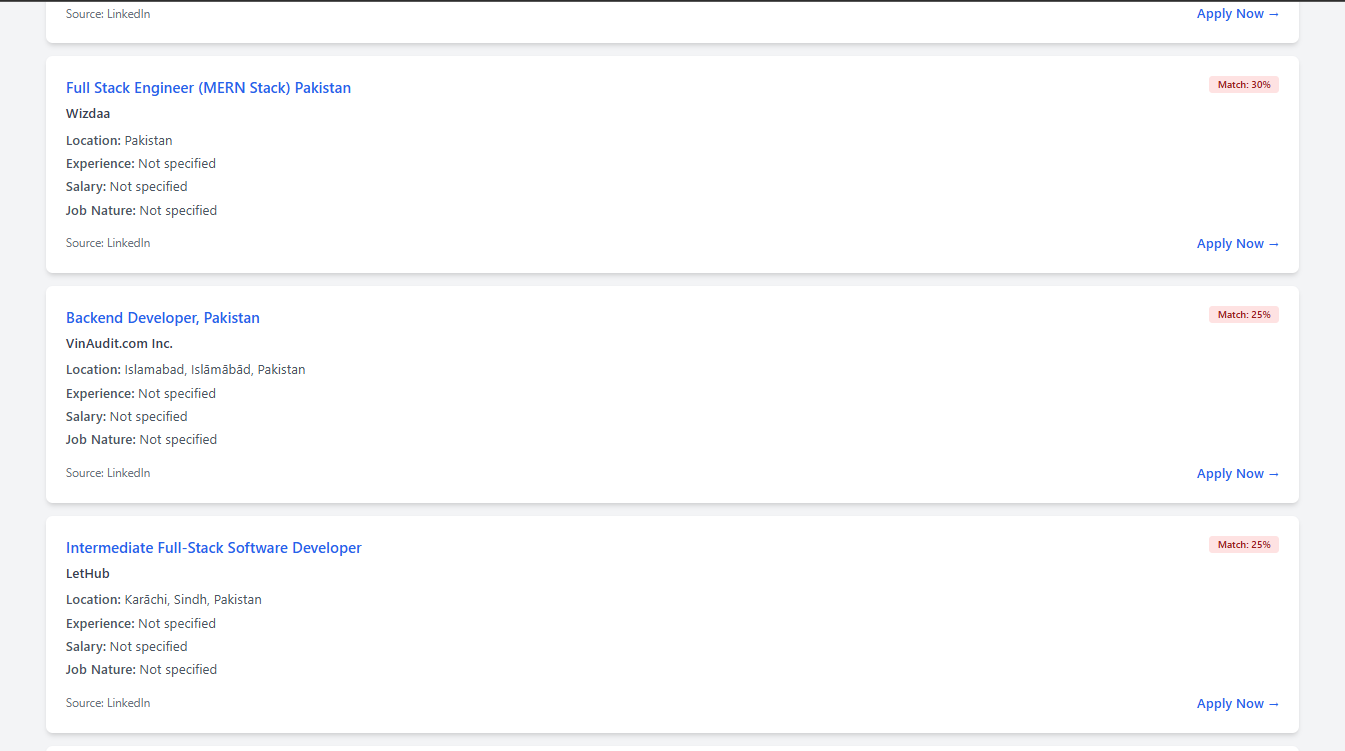 Source: LinkedIn
Apply Now →
Full Stack Engineer (MERN Stack) Pakistan
Match: 30%
Wizdaa
Location: Pakistan
Experience: Not specified
Salary: Not specified
Job Nature: Not specified
Source: LinkedIn
Apply Now →
Backend Developer, Pakistan
Match: 25%
VinAudit.com Inc.
Location: Islamabad, Islāmābād, Pakistan
Experience: Not specified
Salary: Not specified
Job Nature: Not specified
Source: LinkedIn
Apply Now →
Intermediate Full-Stack Software Developer
Match: 25%
LetHub
Location: Karāchi, Sindh, Pakistan
Experience: Not specified
Salary: Not specified
Job Nature: Not specified
Source: LinkedIn
Apply Now →